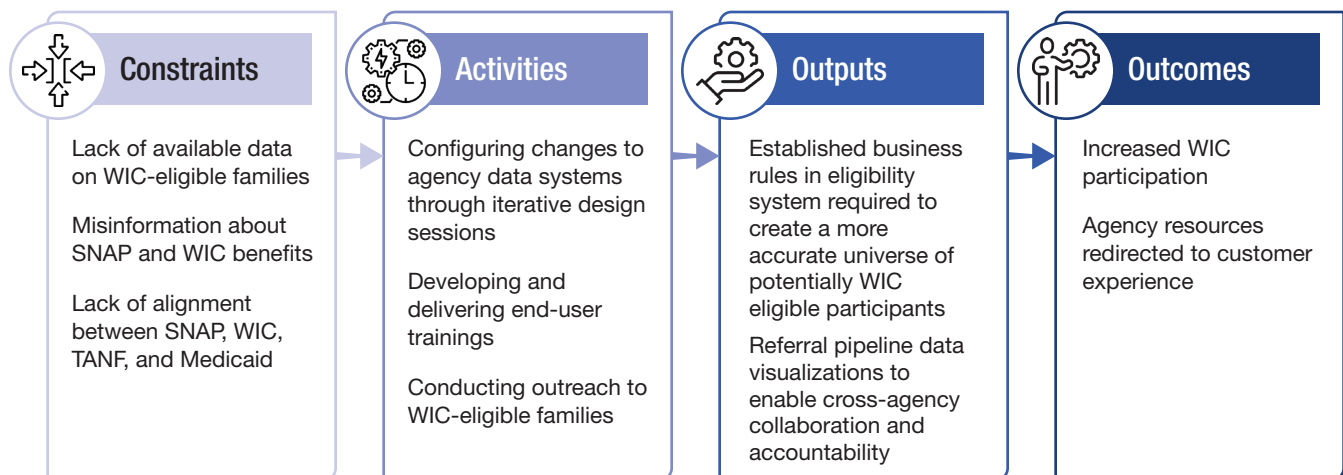 Constraints
Lack of available data
on WIC-eligible families
Misinformation about
SNAP and WIC benefits
Lack of alignment
between SNAP, WIC,
TANF, and Medicaid
Activities
Configuring changes to
agency data systems
through iterative design
sessions
Developing and
delivering end-user
trainings
Conducting outreach to
WIC-eligible families
Outputs
Established business
rules in eligibility
system required to
create a more
accurate universe of
potentially WIC
eligible participants
Referral pipeline data
visualizations to
enable cross-agency
collaboration and
accountability
Outcomes
Increased WIC
participation
Agency resources
redirected to customer
experience